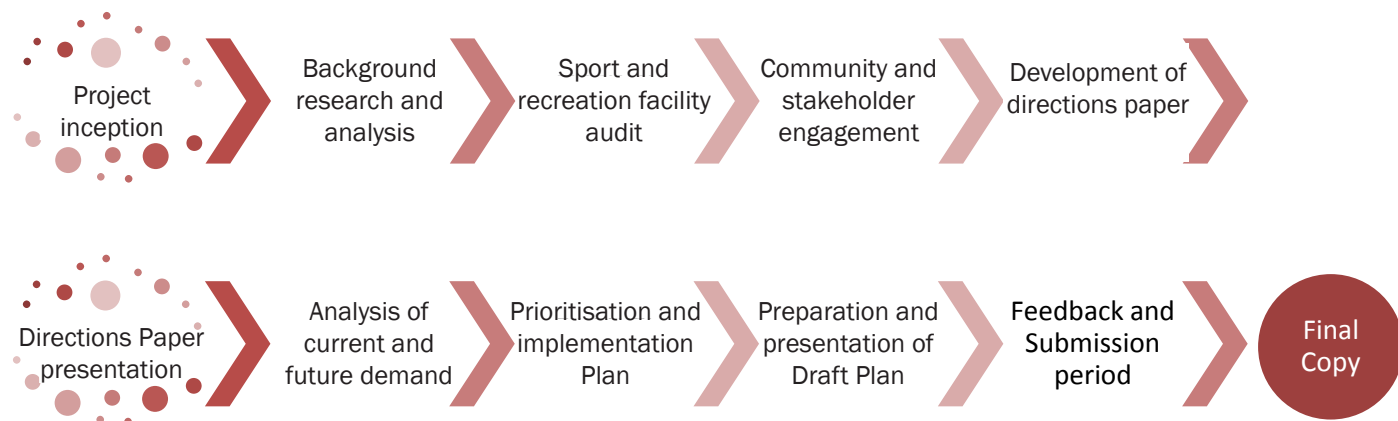 Project
inception
Background
research and
analysis
Sport and
recreation facility
audit
Community and
stakeholder
engagement
Development of
directions paper
Directions Paper
presentation
Analysis of
current and
future demand
Prioritisation and
implementation
Plan
Preparation and
presentation of
Draft Plan
Feedback and
Submission
period
Final
Copy